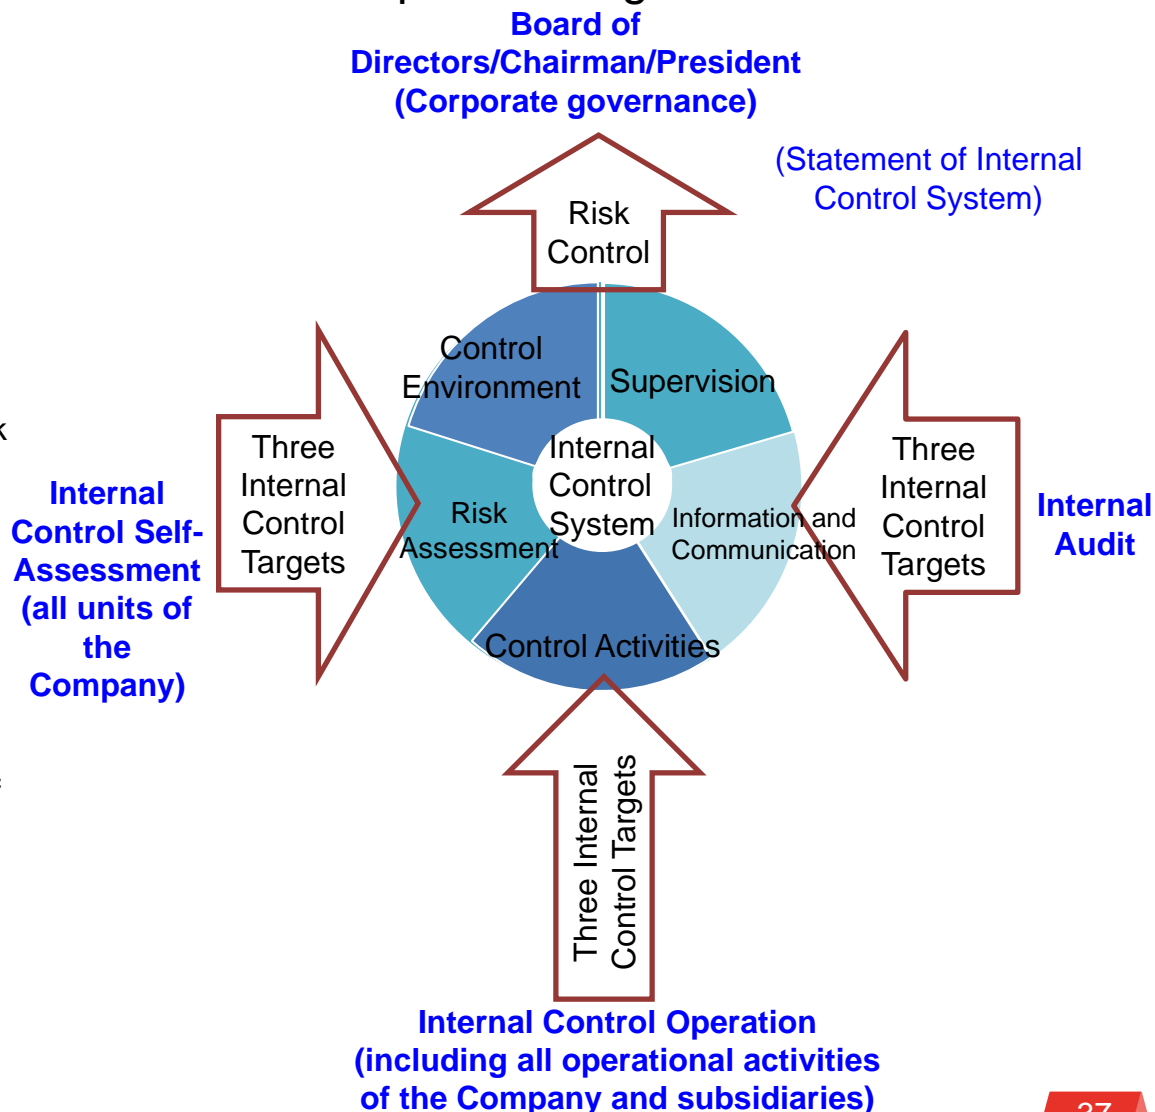 Board of
Directors/Chairman/President
(Corporate governance)
(Statement of Internal
Control System)
Risk
Control
Control
Environment
Supervision
Three
Internal
Control
Targets
Internal
Control
System
Three
Internal
Control
Targets
Internal
Control Self-
Assessment
(all units of
the
Company)
Risk
Assessment
Information and
Communication
Internal
Audit
Control Activities
Three Internal
Control Targets
Internal Control Operation
(including all operational activities
of the Company and subsidiaries)
37